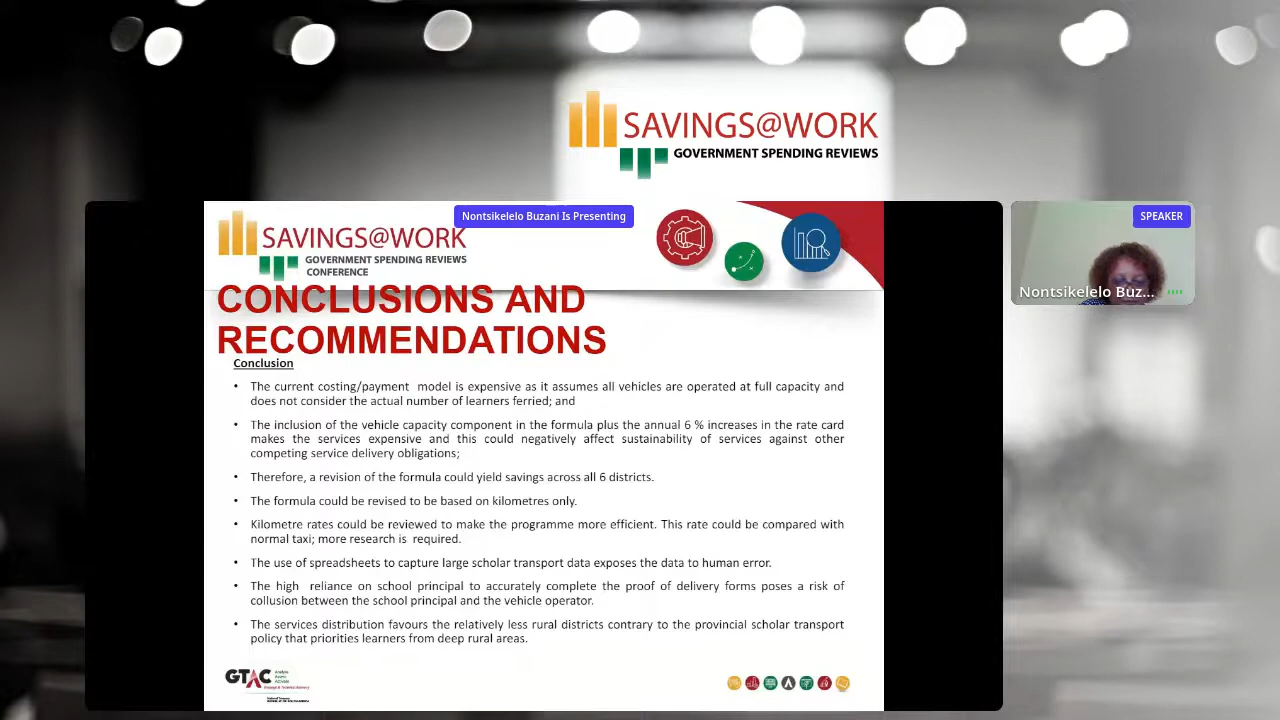 SAVINGS@WORK
GOVERNMENT SPENDING REVIEWS
Nontsikelelo Buzani Is Presenting
SPEAKER
SAVINGS@WORK
GOVERNMENT SPENDING REVIEWS
CONFERENCE
Nontsikelelo Buz...
CONCLUSIONS AND
RECOMMENDATIONS
Conclusion
• The current costing/payment model is expensive as it assumes all vehicles are operated at full capacity and
does not consider the actual number of learners ferried; and
• The inclusion of the vehicle capacity component in the formula plus the annual 6 % increases in the rate card
makes the services expensive and this could negatively affect sustainability of services against other
competing service delivery obligations;
• Therefore, a revision of the formula could yield savings across all 6 districts.
• The formula could be revised to be based on kilometres only.
• Kilometre rates could be reviewed to make the programme more efficient. This rate could be compared with
normal taxi; more research is required.
• The use of spreadsheets to capture large scholar transport data exposes the data to human error.
• The high reliance on school principal to accurately complete the proof of delivery forms poses a risk of
collusion between the school principal and the vehicle operator.
• The services distribution favours the relatively less rural districts contrary to the provincial scholar transport
policy that priorities learners from deep rural areas.
GTAC